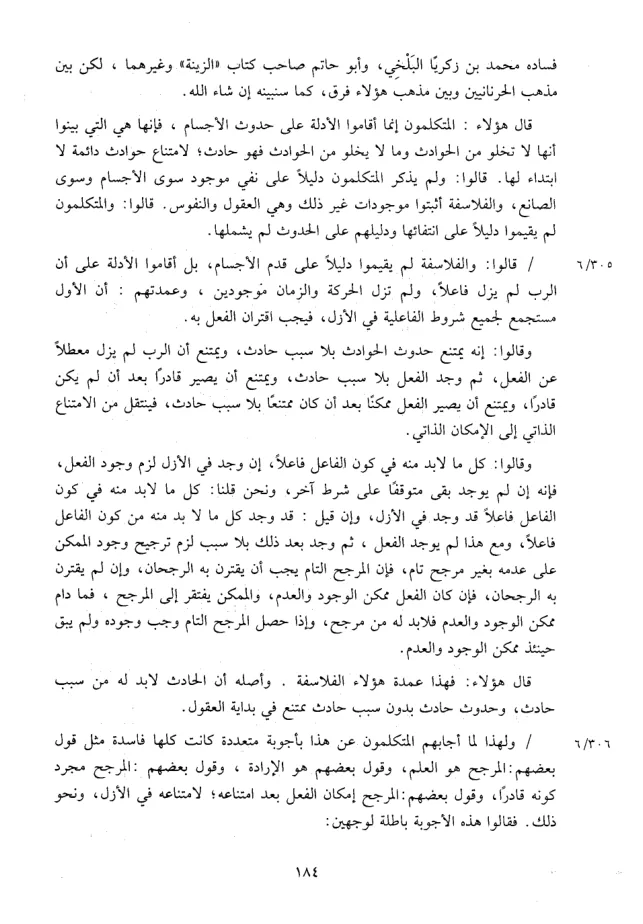 فساده محمد بن زكريا البَلْخِي، وأبو حاتم صاحب كتاب «الزينة» وغيرهما ، لكن بين
مذهب الحرنانيين وبين مذهب هؤلاء فرق، كما سنبينه إن شاء الله.
قال هؤلاء : المتكلمون إنما أقاموا الأدلة على حدوث الأجسام ، فإنها هي التي بينوا
أنها لا تخلو من الحوادث وما لا يخلو من الحوادث فهو حادث؛ لامتناع حوادث دائمة لا
ابتداء لها. قالوا: ولم يذكر المتكلمون دليلاً على نفي موجود سوى الأجسام وسوى
الصانع، والفلاسفة أثبتوا موجودات غير ذلك وهي العقول والنفوس. قالوا: والمتكلمون
لم يقيموا دليلاً على انتفائها ودليلهم على الحدوث لم يشملها.
٦/٣٠٥ / قالوا: والفلاسفة لم يقيموا دليلاً على قدم الأجسام، بل أقاموا الأدلة على أن
الرب لم يزل فاعلاً، ولم تزل الحركة والزمان موجودين ، وعمدتهم : أن الأول
مستجمع لجميع شروط الفاعلية في الأزل، فيجب اقتران الفعل به.
وقالوا: إنه يمتنع حدوث الحوادث بلا سبب حادث، ويمتنع أن الرب لم يزل معطلاً
عن الفعل، ثم وجد الفعل بلا سبب حادث، ويمتنع أن يصير قادرًا بعد أن لم يكن
قادرًا، ويمتنع أن يصير الفعل ممكنًا بعد أن كان ممتنعًا بلا سبب حادث، فينتقل من الامتناع
الذاتي إلى الإمكان الذاتي.
وقالوا: كل ما لابد منه في كون الفاعل فاعلاً، إن وجد في الأزل لزم وجود الفعل،
فإنه إن لم يوجد بقى متوقفًا على شرط آخر، ونحن قلنا: كل ما لابد منه في كون
الفاعل فاعلاً قد وجد في الأزل، وإن قيل : قد وجد كل ما لا بد منه من كون الفاعل
فاعلاً، ومع هذا لم يوجد الفعل ، ثم وجد بعد ذلك بلا سبب لزم ترجيح وجود الممكن
على عدمه بغير مرجح تام، فإن المرجح التام يجب أن يقترن به الرجحان، وإن لم يقترن
به الرجحان، فإن كان الفعل ممكن الوجود والعدم، والممكن يفتقر إلى المرجح ، فما دام
ممكن الوجود والعدم فلابد له من مرجح، وإذا حصل المرجح التام وجب وجوده ولم يبق
حينئذ ممكن الوجود والعدم.
قال هؤلاء: فهذا عمدة هؤلاء الفلاسفة . وأصله أن الحادث لابد له من سبب
حادث، وحدوث حادث بدون سبب حادث يمتنع في بداية العقول.
٦/٣٠٦ / ولهذا لما أجابهم المتكلمون عن هذا بأجوبة متعددة كانت كلها فاسدة مثل قول
بعضهم:المرجح هو العلم، وقول بعضهم هو الإرادة ، وقول بعضهم :المرجح مجرد
كونه قادرًا، وقول بعضهم:المرجح إمكان الفعل بعد امتناعه؛ لامتناعه في الأزل، ونحو
ذلك. فقالوا هذه الأجوبة باطلة لوجهين:
١٨٤